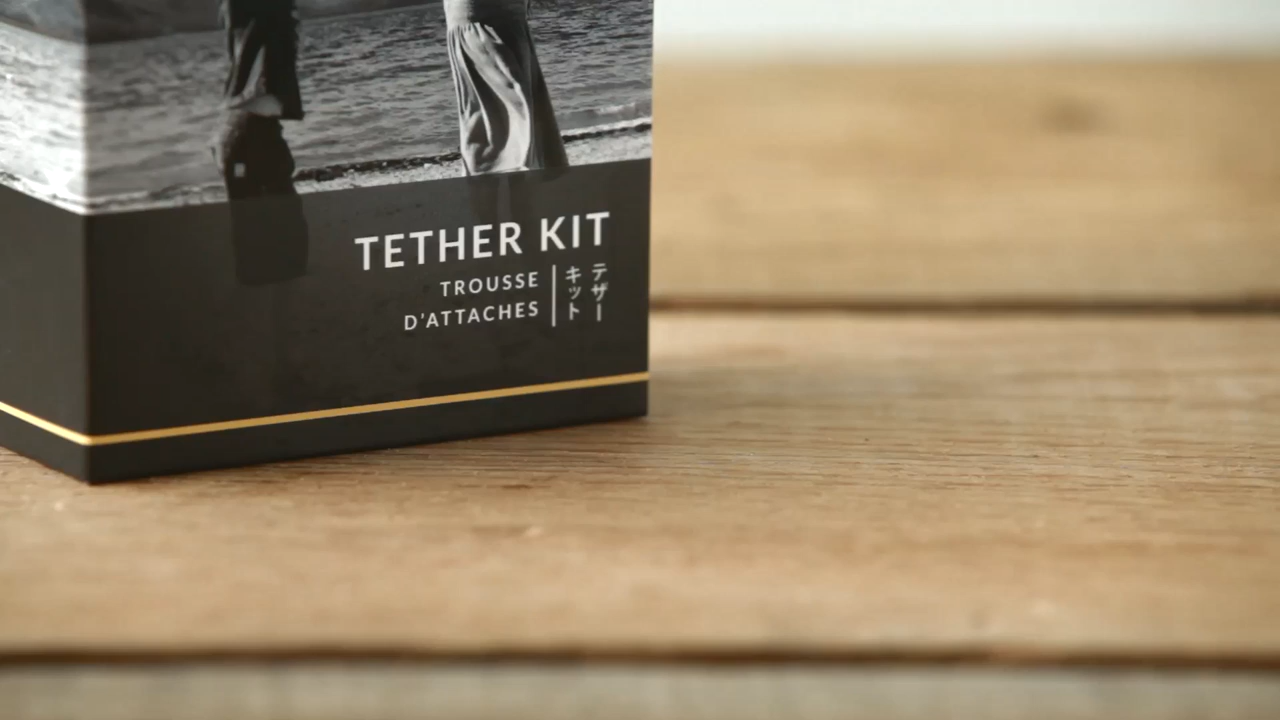 TETHER KIT
TROUSSE
D'ATTACHES
テザー
キット